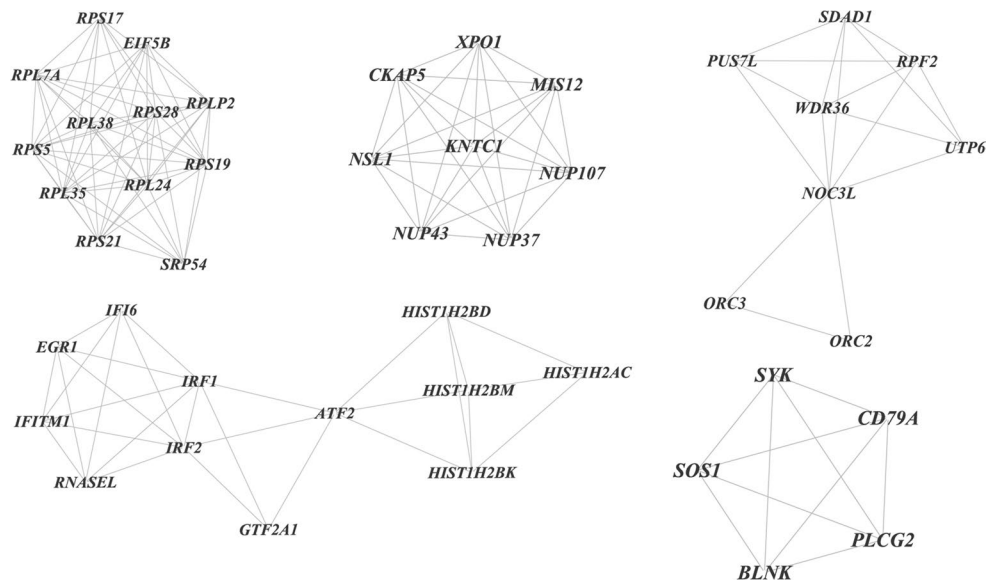 RPS17
EIF5B
RPL7A
RPLP2
RPS28
RPL38
RPS5
RPS19
RPL24
RPL35
RPS21
SRP54
XPO1
CKAP5
MIS12
KNTC1
NSL1
NUP107
NUP43
NUP37
SDAD1
PUS7L
RPF2
WDR36
UTP6
NOC3L
ORC3
ORC2
IFI6
EGR1
IRF1
IFITM1
IRF2
RNASEL
GTF2A1
ATF2
HIST1H2BD
HIST1H2AC
HIST1H2BM
HIST1H2BK
SYK
CD79A
SOS1
PLCG2
BLNK